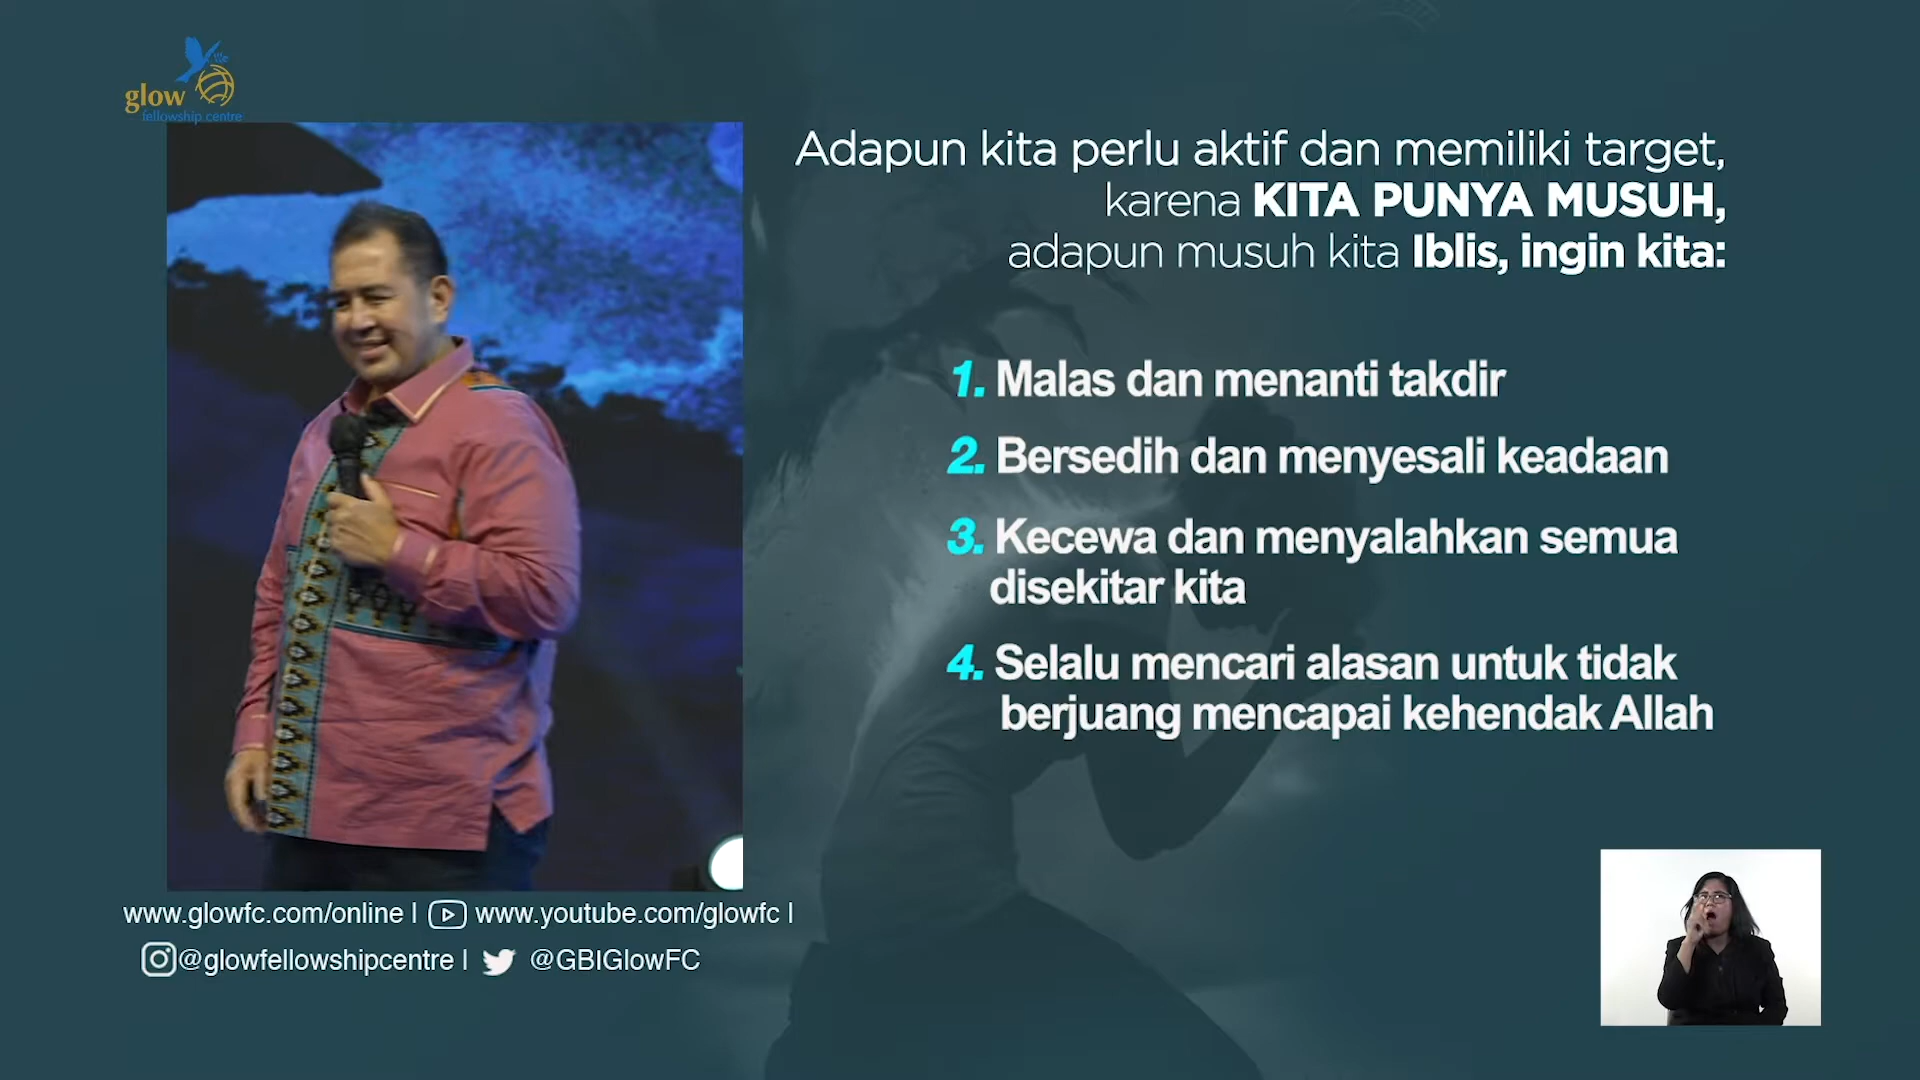 glow
fellowship centre
Adapun kita perlu aktif dan memiliki target,
karena KITA PUNYA MUSUH,
adapun musuh kita Iblis, ingin kita:
1. Malas dan menanti takdir
2. Bersedih dan menyesali keadaan
3. Kecewa dan menyalahkan semua
disekitar kita
4. Selalu mencari alasan untuk tidak
berjuang mencapai kehendak Allah
www.glowfc.com/online | www.youtube.com/glowfc |
@glowfellowshipcentre | @GBIGlowFC